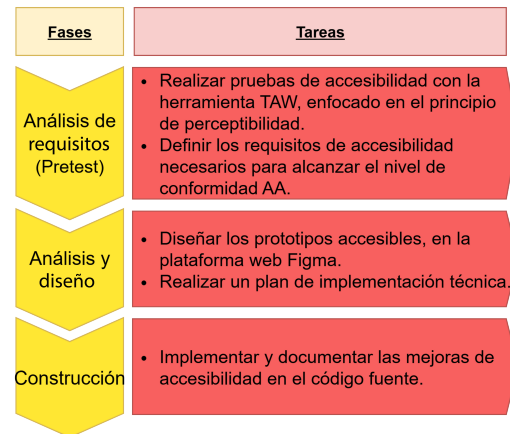 Fases
Tareas
Análisis de
requisitos
(Pretest)
• Realizar pruebas de accesibilidad con la
herramienta TAW, enfocado en el principio
de perceptibilidad.
• Definir los requisitos de accesibilidad
necesarios para alcanzar el nivel de
conformidad AA.
Análisis y
diseño
• Diseñar los prototipos accesibles, en la
plataforma web Figma.
• Realizar un plan de implementación técnica.
Construcción
• Implementar y documentar las mejoras de
accesibilidad en el código fuente.